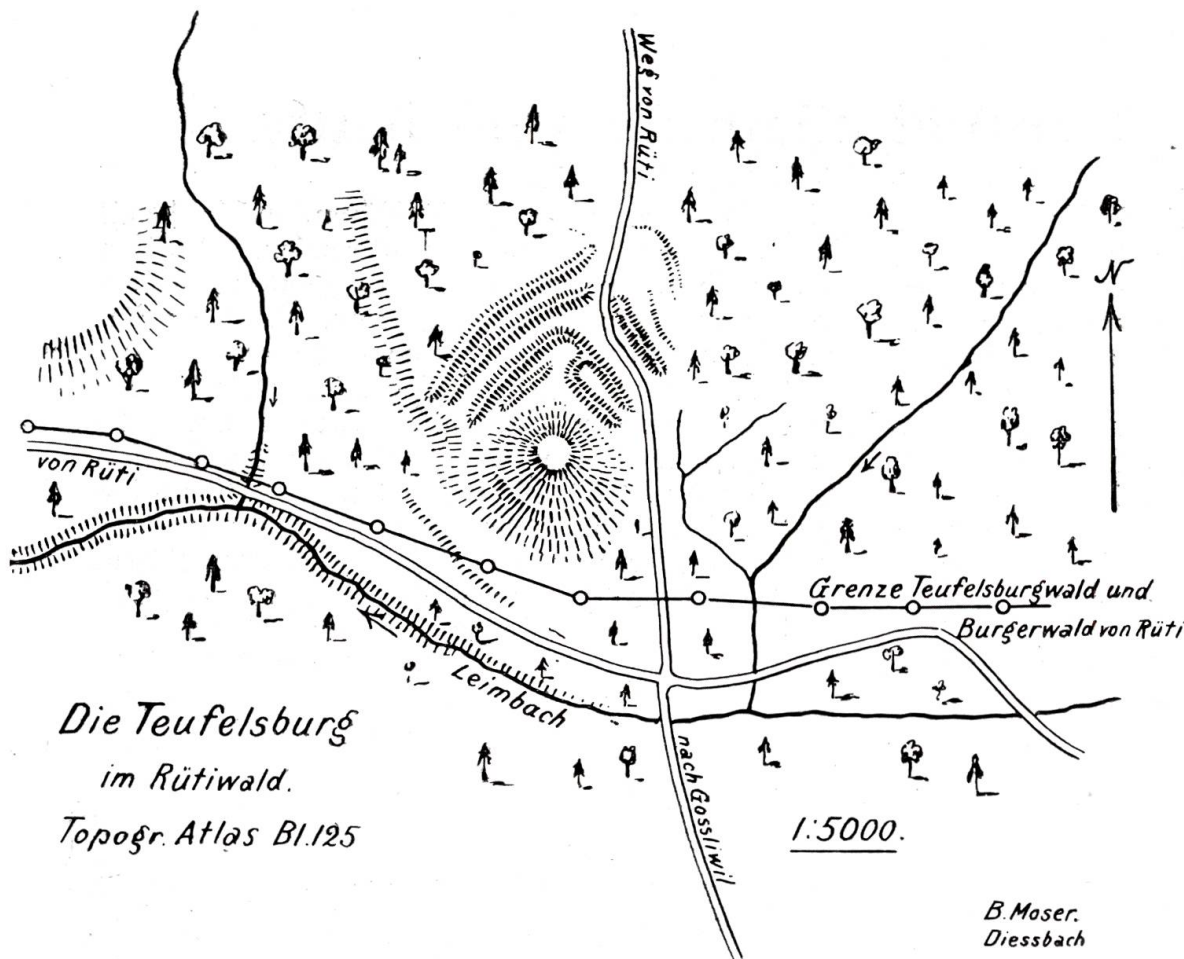 Weg von Rüti
N
von Rüti
Grenze Teufelsburgwald und
Burgerwald von Rüti
Leimbach
Die Teufelsburg
im Rütiwald.
Topogr. Atlas Bl. 125
nach Gossliwil
1:5000.
B. Moser.
Diessbach